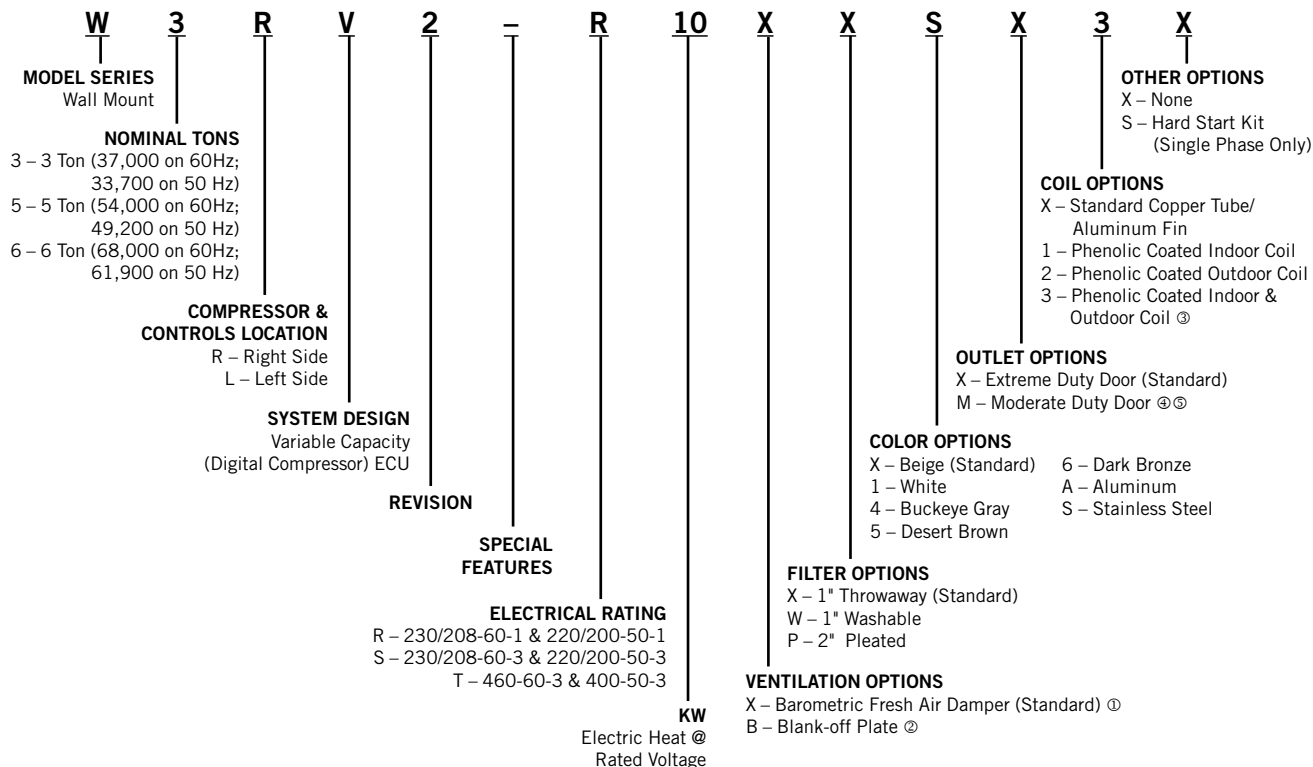 W 3 R V 2 – R 10 X X S X 3 X
MODEL SERIES
Wall Mount
NOMINAL TONS
3 – 3 Ton (37,000 on 60Hz;
33,700 on 50 Hz)
5 – 5 Ton (54,000 on 60Hz;
49,200 on 50 Hz)
6 – 6 Ton (68,000 on 60Hz;
61,900 on 50 Hz)
COMPRESSOR &
CONTROLS LOCATION
R – Right Side
L – Left Side
SYSTEM DESIGN
Variable Capacity
(Digital Compressor) ECU
REVISION
SPECIAL
FEATURES
ELECTRICAL RATING
R – 230/208-60-1 & 220/200-50-1
S – 230/208-60-3 & 220/200-50-3
T – 460-60-3 & 400-50-3
KW
Electric Heat @
Rated Voltage
VENTILATION OPTIONS
X – Barometric Fresh Air Damper (Standard) ①
B – Blank-off Plate ②
FILTER OPTIONS
X – 1" Throwaway (Standard)
W – 1" Washable
P – 2" Pleated
COLOR OPTIONS
X – Beige (Standard)
1 – White
4 – Buckeye Gray
5 – Desert Brown
6 – Dark Bronze
A – Aluminum
S – Stainless Steel
OUTLET OPTIONS
X – Extreme Duty Door (Standard)
M – Moderate Duty Door ④⑤
COIL OPTIONS
X – Standard Copper Tube/
Aluminum Fin
1 – Phenolic Coated Indoor Coil
2 – Phenolic Coated Outdoor Coil
3 – Phenolic Coated Indoor &
Outdoor Coil ③
OTHER OPTIONS
X – None
S – Hard Start Kit
(Single Phase Only)